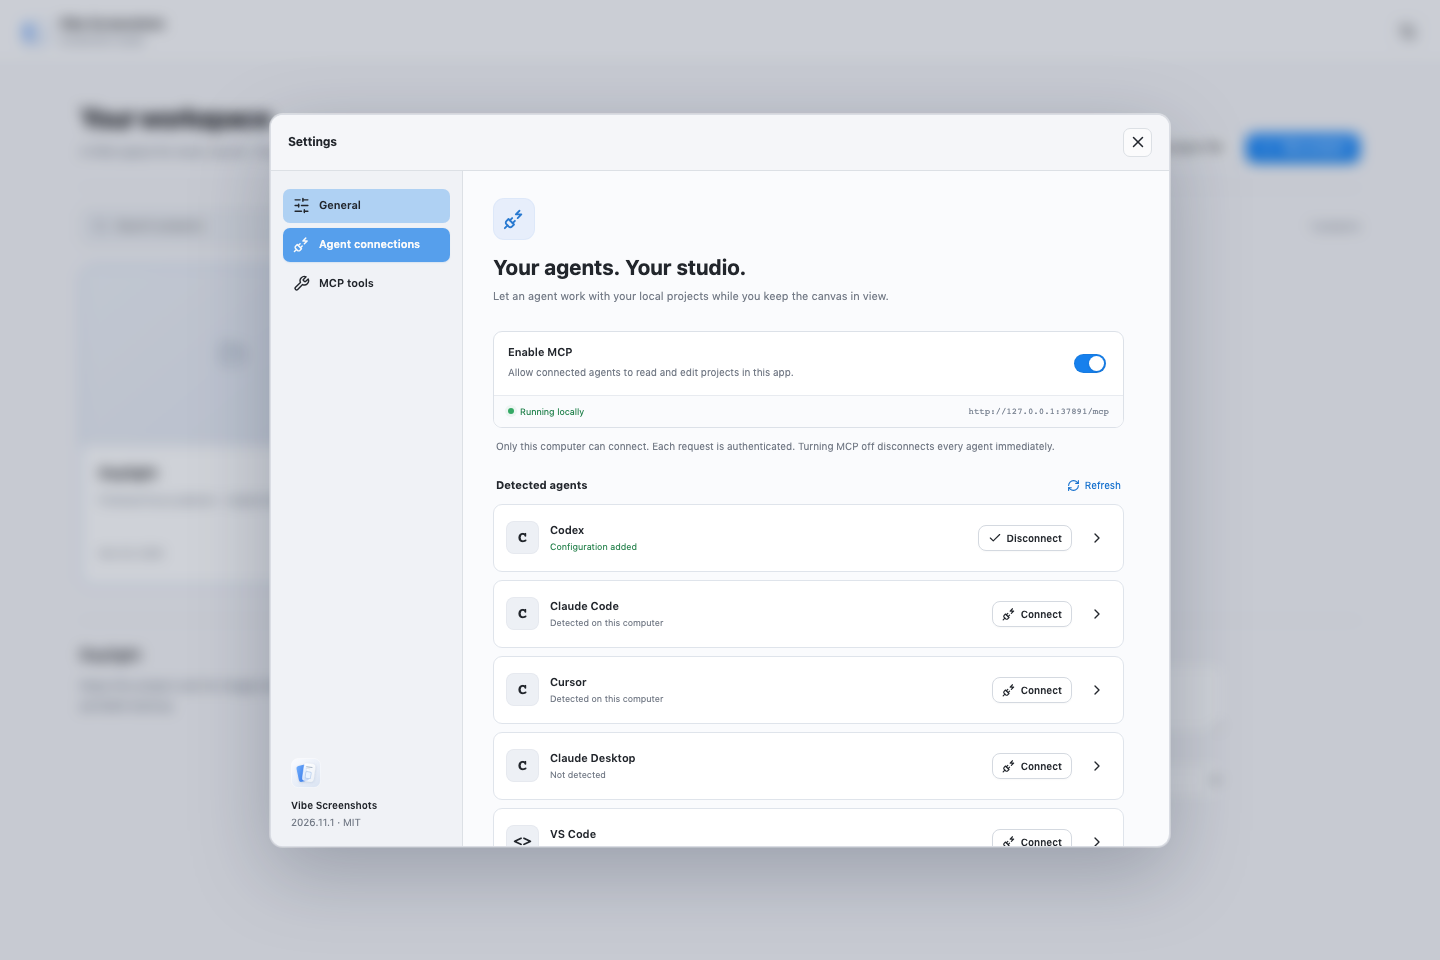 Your workspace
Settings
General
Agent connections
MCP tools
Your agents. Your studio.
Let an agent work with your local projects while you keep the canvas in view.
Enable MCP
Allow connected agents to read and edit projects in this app.
Running locally
http://127.0.0.1:37891/mcp
Only this computer can connect. Each request is authenticated. Turning MCP off disconnects every agent immediately.
Detected agents
Refresh
C
Codex
Configuration added
Disconnect
C
Claude Code
Detected on this computer
Connect
C
Cursor
Detected on this computer
Connect
C
Claude Desktop
Not detected
Connect
<>
VS Code
Connect
Vibe Screenshots
2026.11.1 · MIT